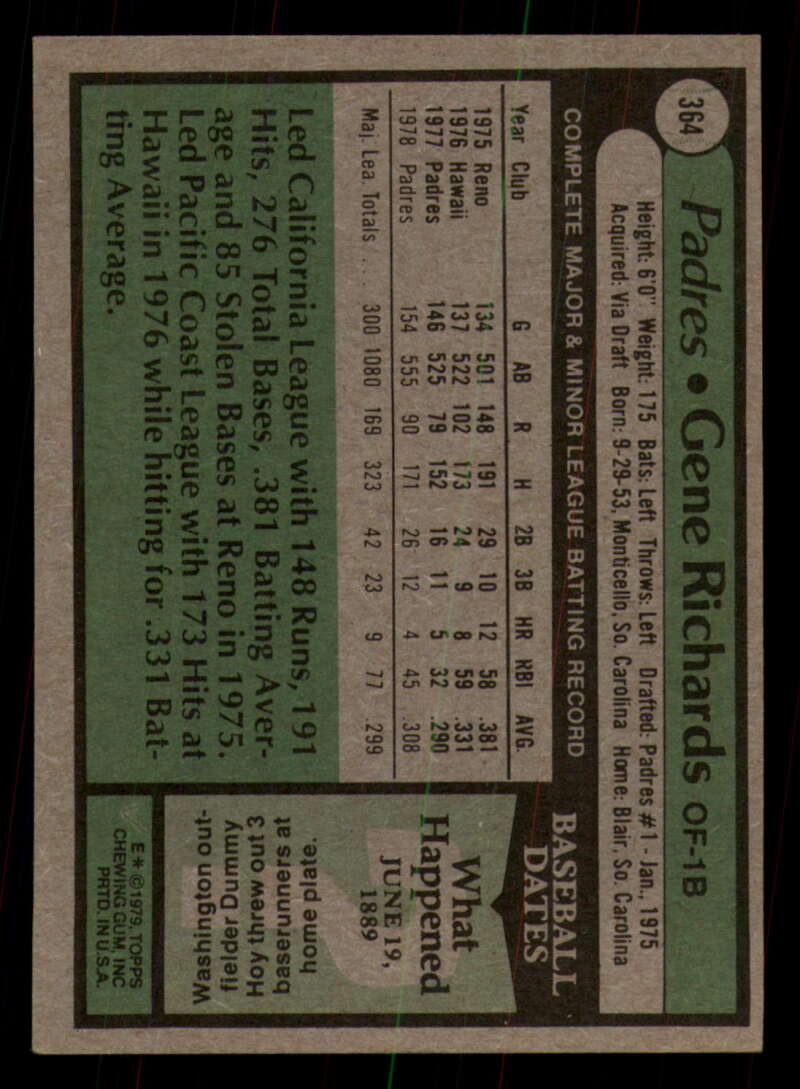 364
Padres • Gene Richards OF-1B
Height: 6'0" Weight: 175 Bats: Left Throws: Left Drafted: Padres #1 - Jan., 1975
Acquired: Via Draft Born: 9-29-53, Monticello, So. Carolina Home: Blair, So. Carolina
COMPLETE MAJOR & MINOR LEAGUE BATTING RECORD
Year Club G AB R H 2B 3B HR RBI AVG.
1975 Reno 134 501 148 191 29 10 12 58 .381
1976 Hawaii 137 522 102 173 24 9 8 59 .331
1977 Padres 146 525 79 152 16 11 5 32 .290
1978 Padres 154 555 90 171 26 12 4 45 .308
Maj. Lea. Totals . . . 300 1080 169 323 42 23 9 77 .299
Led California League with 148 Runs, 191
Hits, 276 Total Bases, .381 Batting Aver-
age and 85 Stolen Bases at Reno in 1975.
Led Pacific Coast League with 173 Hits at
Hawaii in 1976 while hitting for .331 Bat-
ting Average.
BASEBALL
DATES
What
Happened
JUNE 19,
1889
Washington out-
fielder Dummy
Hoy threw out 3
baserunners at
home plate.
E*©1979, TOPPS
CHEWING GUM, INC
PRTD. IN U.S.A.